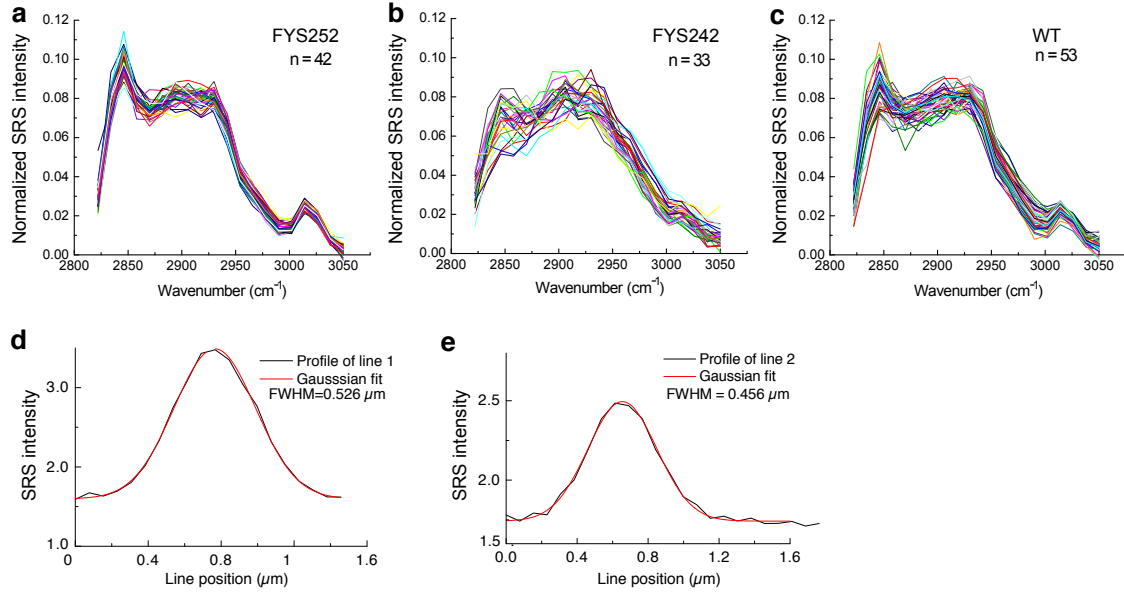 a
FYS252
n = 42
Normalized SRS intensity
0.12
0.10
0.08
0.06
0.04
0.02
0.00
2800 2850 2900 2950 3000 3050
Wavenumber (cm⁻¹)
b
FYS242
n = 33
Normalized SRS intensity
0.12
0.10
0.08
0.06
0.04
0.02
0.00
2800 2850 2900 2950 3000 3050
Wavenumber (cm⁻¹)
c
WT
n = 53
Normalized SRS intensity
0.12
0.10
0.08
0.06
0.04
0.02
0.00
2800 2850 2900 2950 3000 3050
Wavenumber (cm⁻¹)
d
Profile of line 1
Gausssian fit
FWHM=0.526 µm
SRS intensity
3.0
2.0
1.0
0 0.4 0.8 1 1.6
Line position (µm)
e
Profile of line 2
Gaussian fit
FWHM = 0.456 µm
SRS intensity
2.5
2.0
1.5
0.0 0.4 0.8 1.2 1.6
Line position (µm)